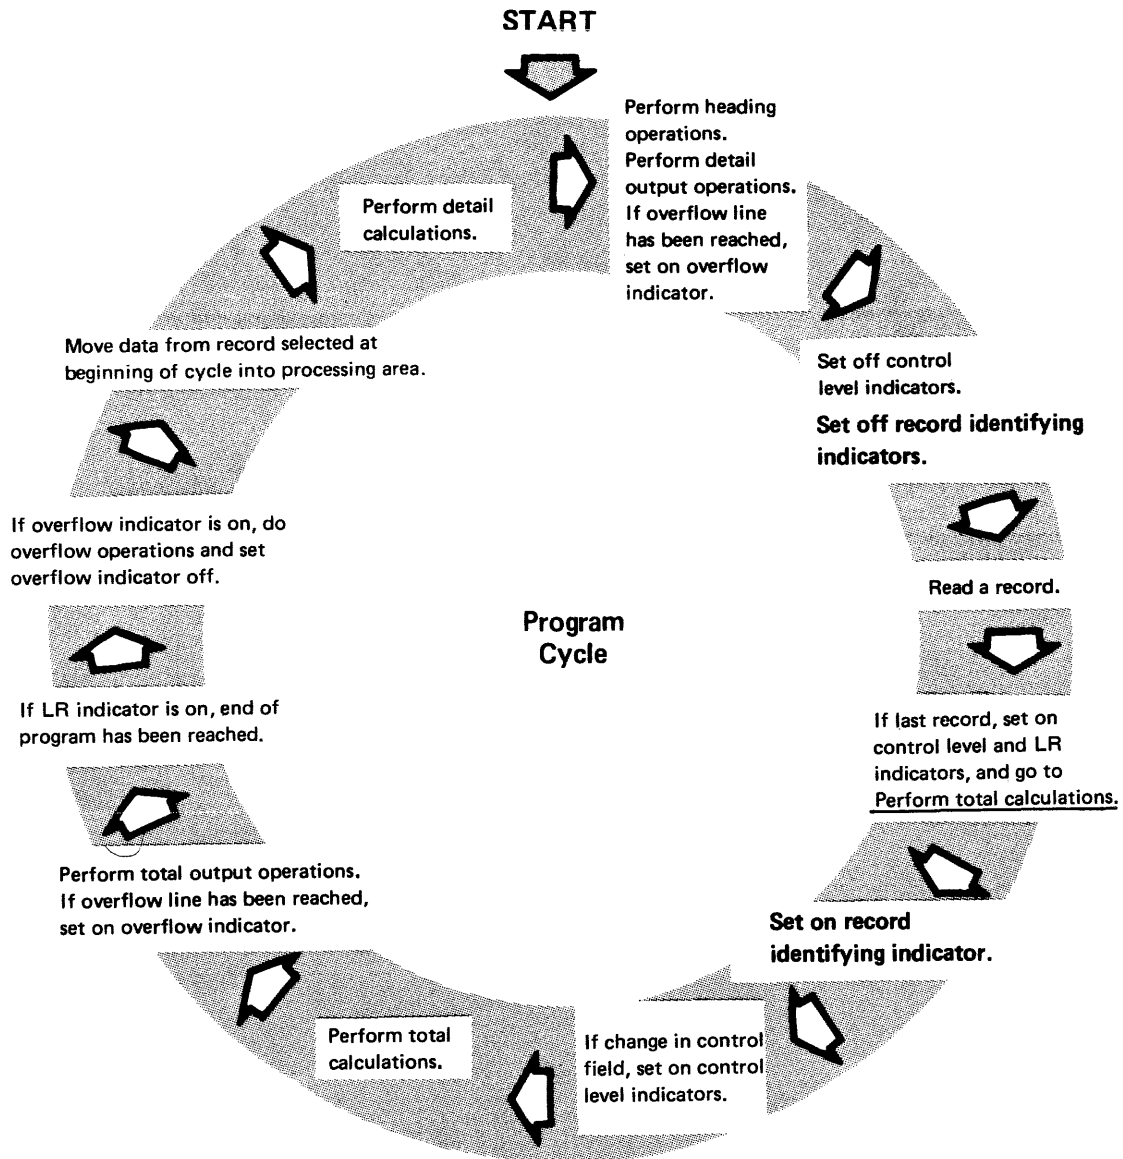 START
Perform heading
operations.
Perform detail
output operations.
If overflow line
has been reached,
set on overflow
indicator.
Set off control
level indicators.
Set off record identifying
indicators.
Read a record.
If last record, set on
control level and LR
indicators, and go to
Perform total calculations.
Set on record
identifying indicator.
If change in control
field, set on control
level indicators.
Perform total
calculations.
Perform total output operations.
If overflow line has been reached,
set on overflow indicator.
If LR indicator is on, end of
program has been reached.
If overflow indicator is on, do
overflow operations and set
overflow indicator off.
Move data from record selected at
beginning of cycle into processing area.
Perform detail
calculations.
Program
Cycle